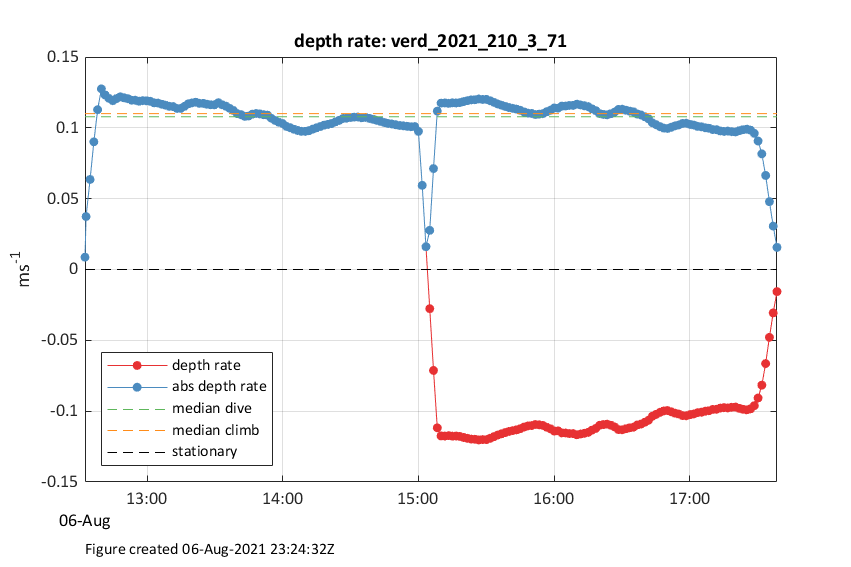 depth rate: verd_2021_210_3_71
0.15
0.1
0.05
0
-0.05
-0.1
-0.15
ms⁻¹
depth rate
abs depth rate
median dive
median climb
stationary
13:00 14:00 15:00 16:00 17:00
06-Aug
Figure created 06-Aug-2021 23:24:32Z